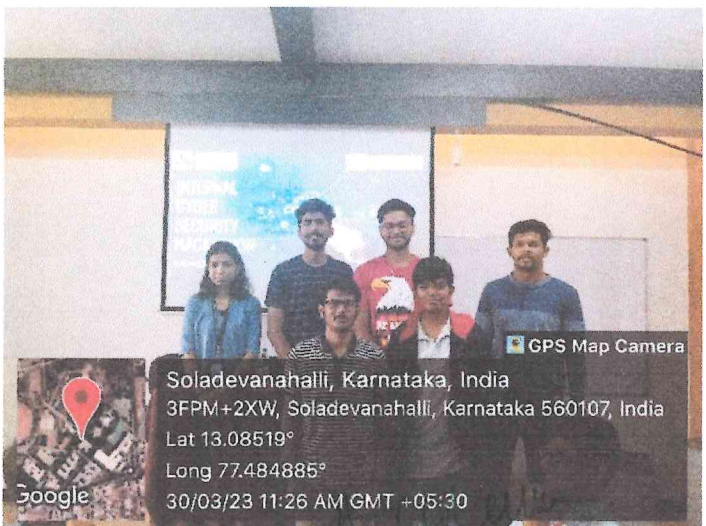 INTERNAL
CYBER
SECURITY
HACKATHON
GPS Map Camera
Soladevanahalli, Karnataka, India
3FPM+2XW, Soladevanahalli, Karnataka 560107, India
Lat 13.08519°
Long 77.484885°
Google
30/03/23 11:26 AM GMT +05:30